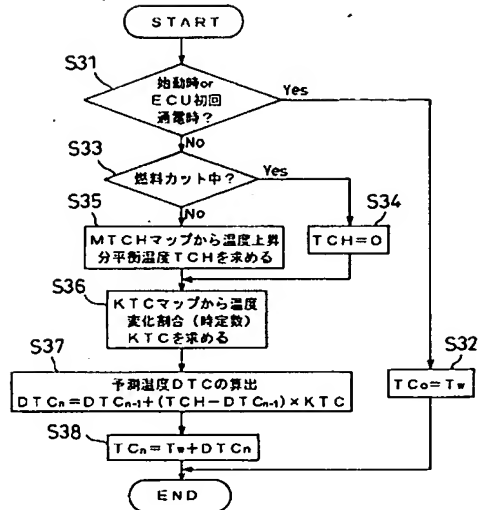 START
S31
始動時or
ECU初回
通電時?
Yes
No
S33
燃料カット中?
Yes
No
S34
TCH=0
S35
MTCHマップから温度上昇
分平衡温度TCHを求める
S36
KTCマップから温度
変化割合(時定数)
KTCを求める
S37
予測温度DTCの算出
DTCn=DTCn-1+(TCH-DTCn-1)×KTC
S32
TCo=Tw
S38
TCn=Tw+DTCn
END